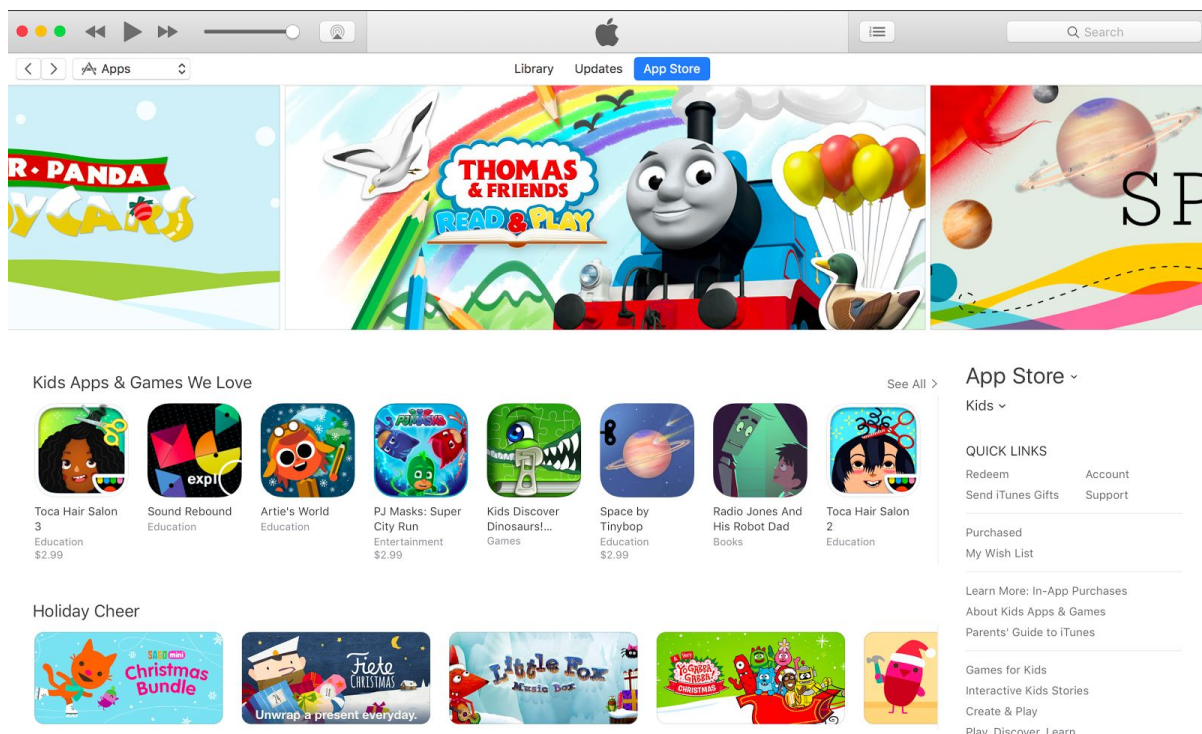 Search
Apps
Library Updates App Store
R • PANDA
Y CARS
THOMAS
& FRIENDS
READ & PLAY
SP
Kids Apps & Games We Love
See All >
Toca Hair Salon
3
Education
$2.99
expl
Sound Rebound
Education
Artie's World
Education
PJ MASKS
PJ Masks: Super
City Run
Entertainment
$2.99
Kids Discover
Dinosaurs!...
Games
Space by
Tinybop
Education
$2.99
Radio Jones And
His Robot Dad
Books
Toca Hair Salon
2
Education
Holiday Cheer
SAGO mini
Christmas
Bundle
Fiete
CHRISTMAS
Unwrap a present everyday.
Little Fox
Music Box
A Very
YO GABBA
GABBA!
CHRISTMAS
App Store
Kids
QUICK LINKS
Redeem Account
Send iTunes Gifts Support
Purchased
My Wish List
Learn More: In-App Purchases
About Kids Apps & Games
Parents' Guide to iTunes
Games for Kids
Interactive Kids Stories
Create & Play
Play, Discover, Learn